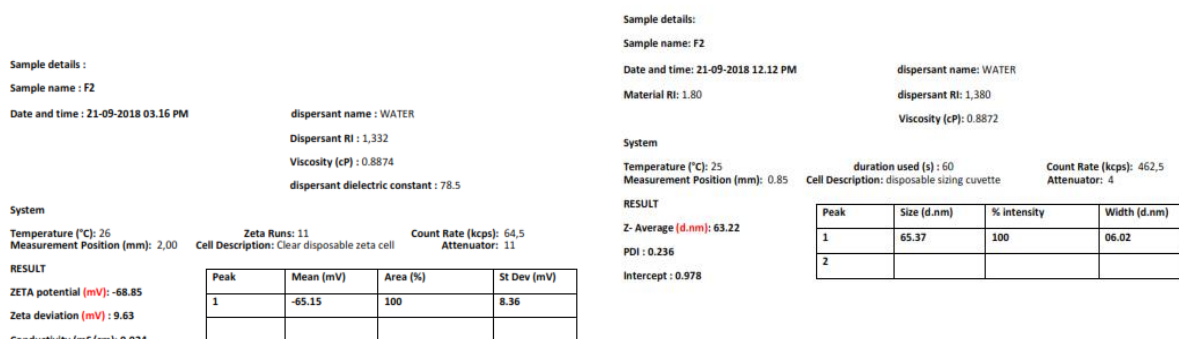 Sample details :
Sample name : F2
Date and time : 21-09-2018 03.16 PM
dispersant name : WATER
Dispersant RI : 1,332
Viscosity (cP) : 0.8874
dispersant dielectric constant : 78.5
System
Temperature (°C): 26 Zeta Runs: 11 Count Rate (kcps): 64,5
Measurement Position (mm): 2,00 Cell Description: Clear disposable zeta cell Attenuator: 11
RESULT
ZETA potential (mV): -68.85
Zeta deviation (mV) : 9.63
Peak Mean (mV) Area (%) St Dev (mV)
1 -65.15 100 8.36
Sample details:
Sample name: F2
Date and time: 21-09-2018 12.12 PM dispersant name: WATER
Material RI: 1.80 dispersant RI: 1,380
Viscosity (cP): 0.8872
System
Temperature (°C): 25 duration used (s) : 60 Count Rate (kcps): 462,5
Measurement Position (mm): 0.85 Cell Description: disposable sizing cuvette Attenuator: 4
RESULT
Z- Average (d.nm): 63.22
PDI : 0.236
Intercept : 0.978
Peak Size (d.nm) % intensity Width (d.nm)
1 65.37 100 06.02
2